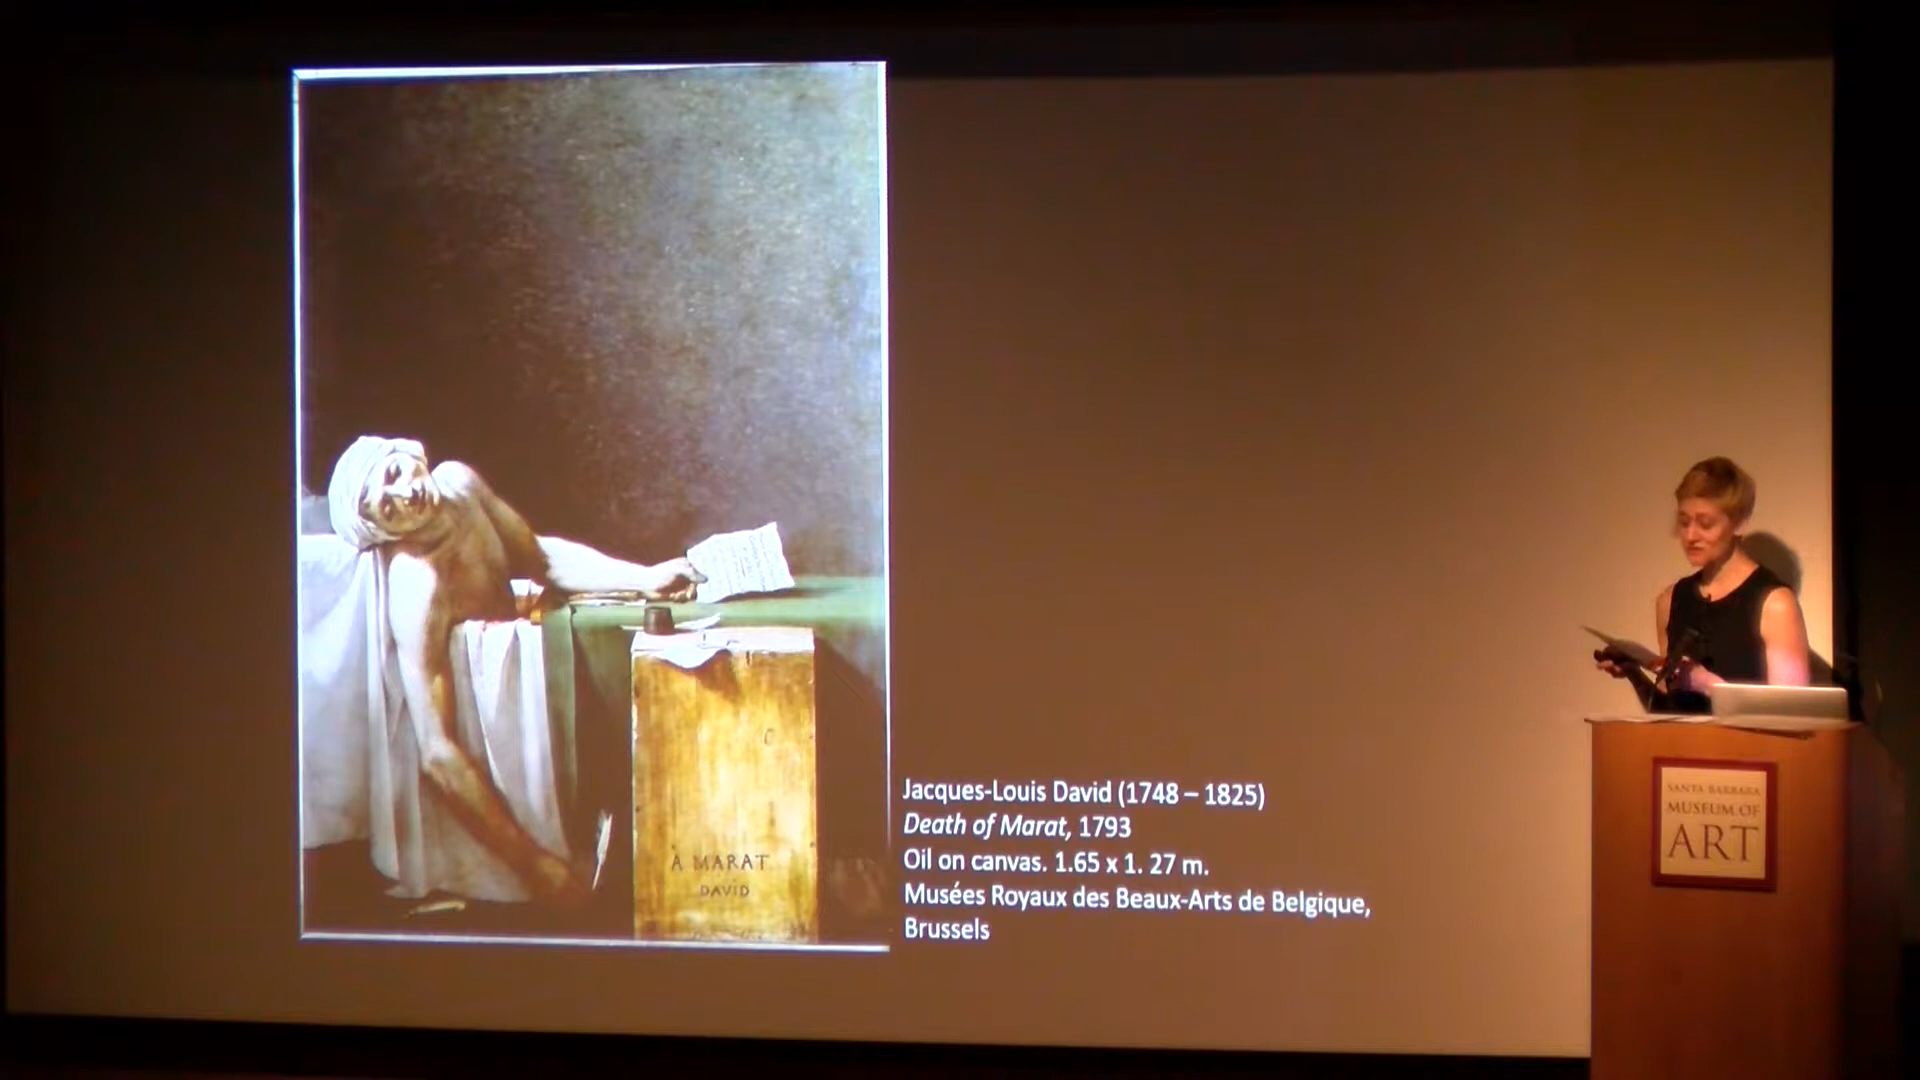 À MARAT
DAVID
Jacques-Louis David (1748 – 1825)
Death of Marat, 1793
Oil on canvas. 1.65 x 1. 27 m.
Musées Royaux des Beaux-Arts de Belgique,
Brussels
SANTA BARBARA
MUSEUM OF
ART